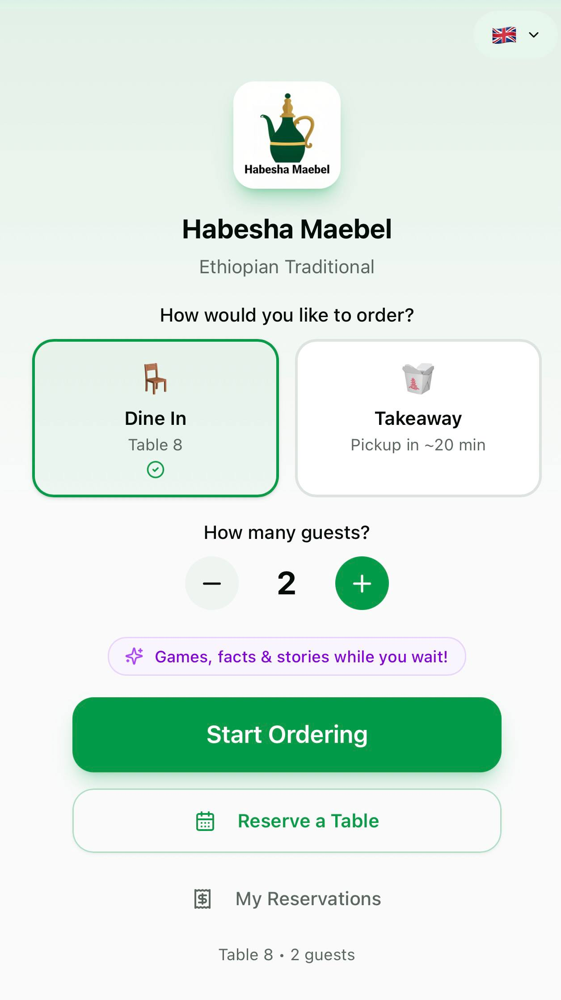 Habesha Maebel
Habesha Maebel
Ethiopian Traditional
How would you like to order?
Dine In
Table 8
Takeaway
Pickup in ~20 min
How many guests?
2
Games, facts & stories while you wait!
Start Ordering
Reserve a Table
My Reservations
Table 8 • 2 guests